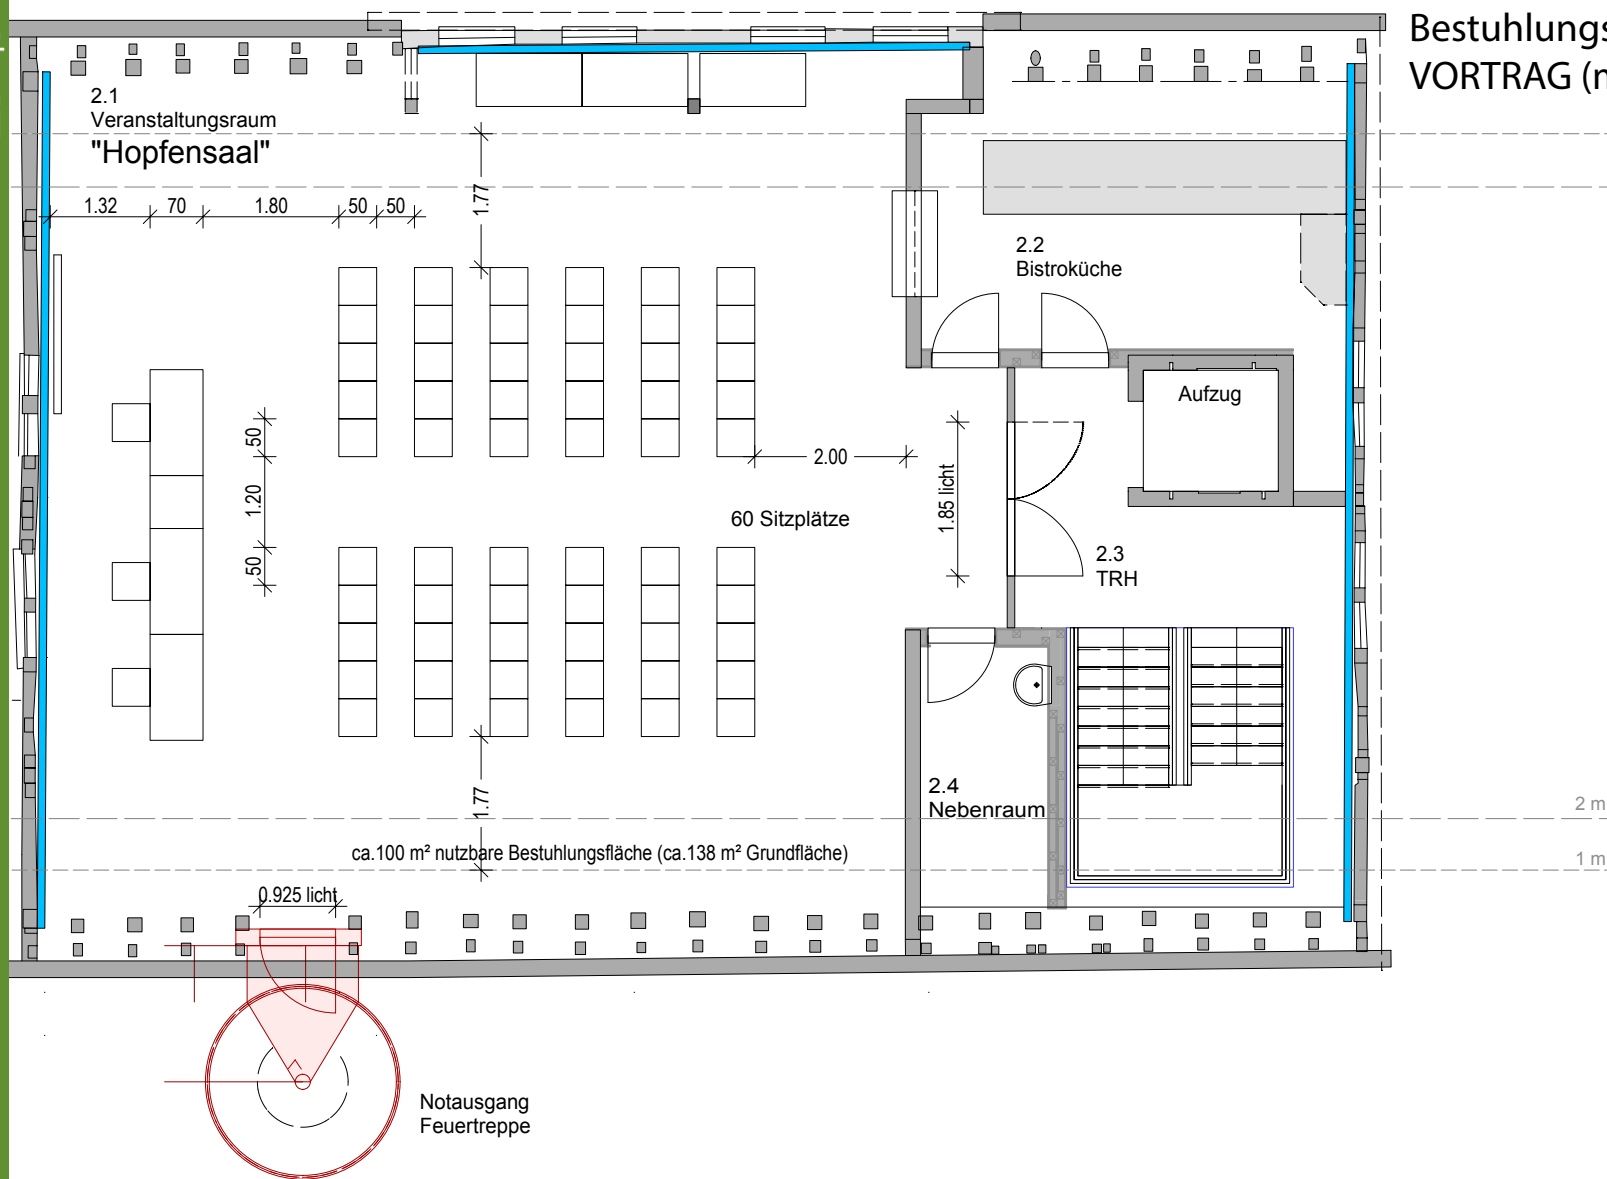 Bestuhlungs
VORTRAG (n
2.1
Veranstaltungsraum
"Hopfensaal"
1.32
70
1.80
50
50
1.77
2.2
Bistroküche
Aufzug
50
1.20
50
2.00
1.85 licht
60 Sitzplätze
2.3
TRH
2.4
Nebenraum
1.77
2 m
1 m
ca.100 m² nutzbare Bestuhlungsfläche (ca.138 m² Grundfläche)
0.925 licht
Notausgang
Feuertreppe